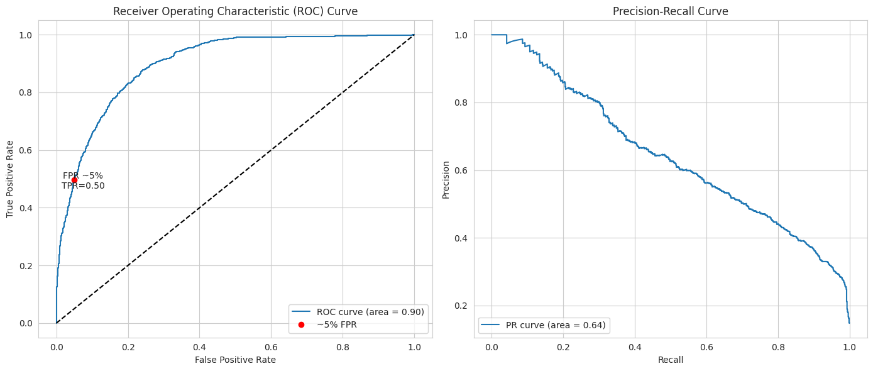 Receiver Operating Characteristic (ROC) Curve
True Positive Rate
1.0
0.8
0.6
0.4
0.2
0.0
FPR ~5%
TPR=0.50
ROC curve (area = 0.90)
~5% FPR
0.0 0.2 0.4 0.6 0.8 1.0
False Positive Rate
Precision-Recall Curve
Precision
1.0
0.8
0.6
0.4
0.2
PR curve (area = 0.64)
0.0 0.2 0.4 0.6 0.8 1.0
Recall